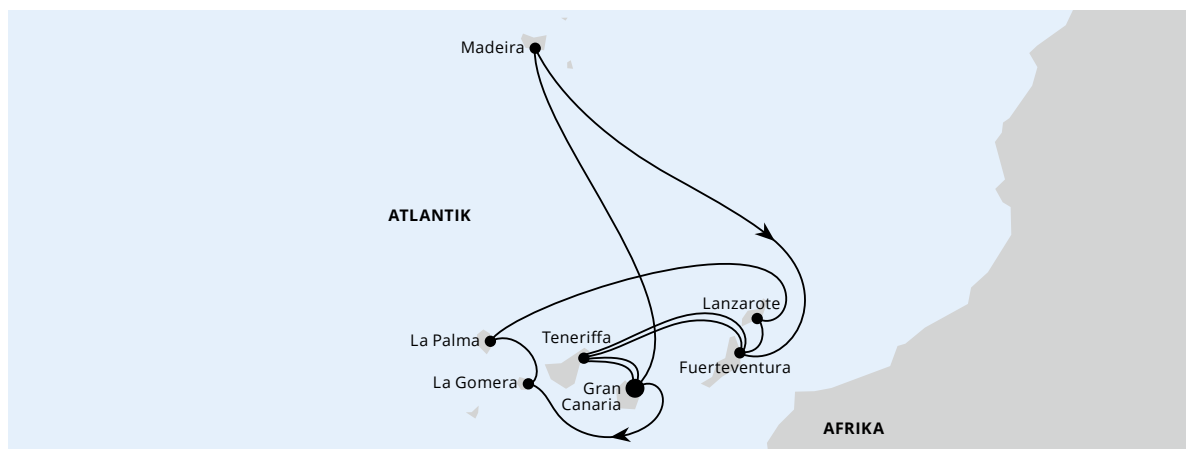 Madeira
ATLANTIK
Lanzarote
La Palma
Teneriffa
Fuerteventura
La Gomera
Gran
Canaria
AFRIKA